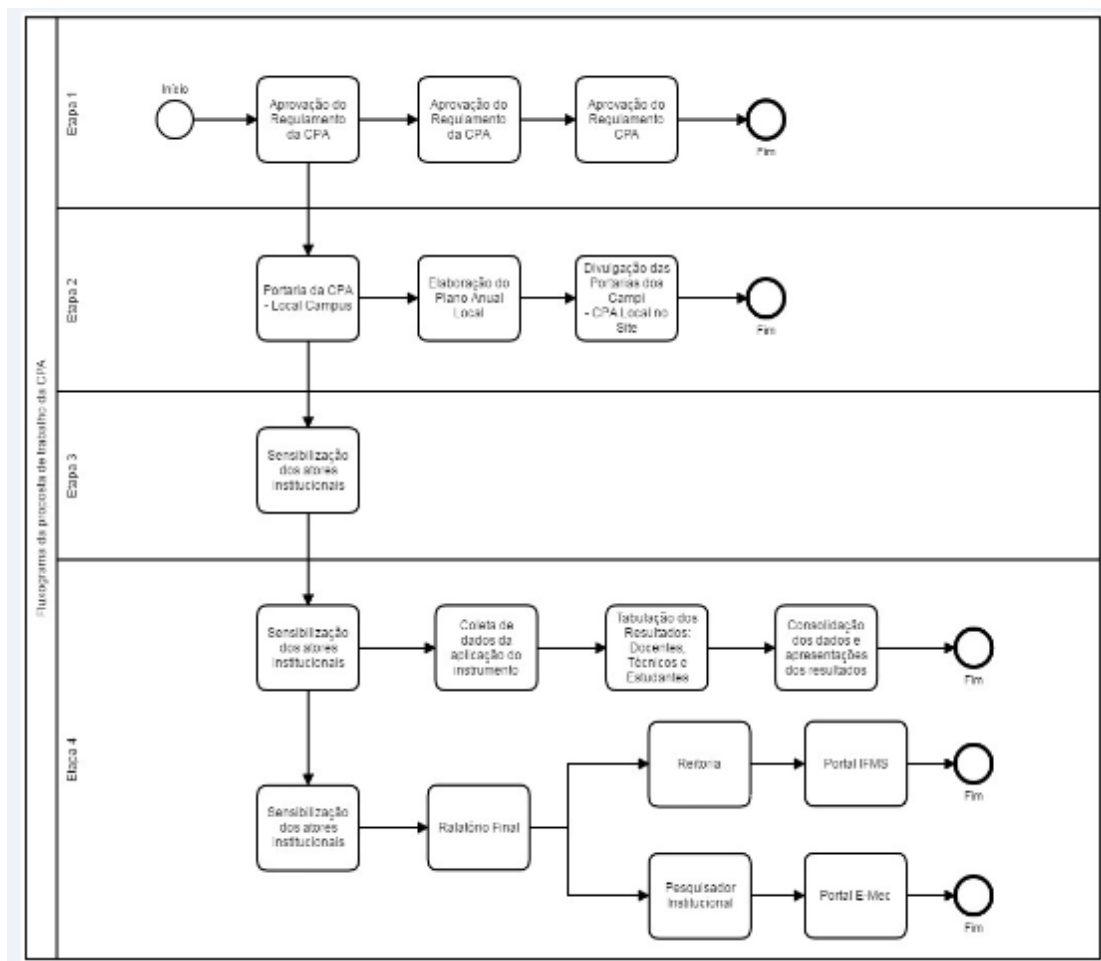 Fluxograma da proposta de trabalho da CPA
Etapa 1
Início
Aprovação do
Regulamento
da CPA
Aprovação do
Regulamento
da CPA
Aprovação do
Regulamento
CPA
Fim
Etapa 2
Portaria da CPA
- Local Campus
Elaboração do
Plano Anual
Local
Divulgação das
Portarias dos
Campi
- CPA Local no
Site
Fim
Etapa 3
Sensibilização
dos atores
Institucionais
Etapa 4
Sensibilização
dos atores
Institucionais
Coleta de
dados da
aplicação do
instrumento
Tabulação dos
Resultados:
Docentes,
Técnicos e
Estudantes
Consolidação
dos dados e
apresentações
dos resultados
Fim
Sensibilização
dos atores
Institucionais
Ralatório Final
Reitoria
Portal IFMS
Fim
Pesquisador
Institucional
Portal E-Mec
Fim